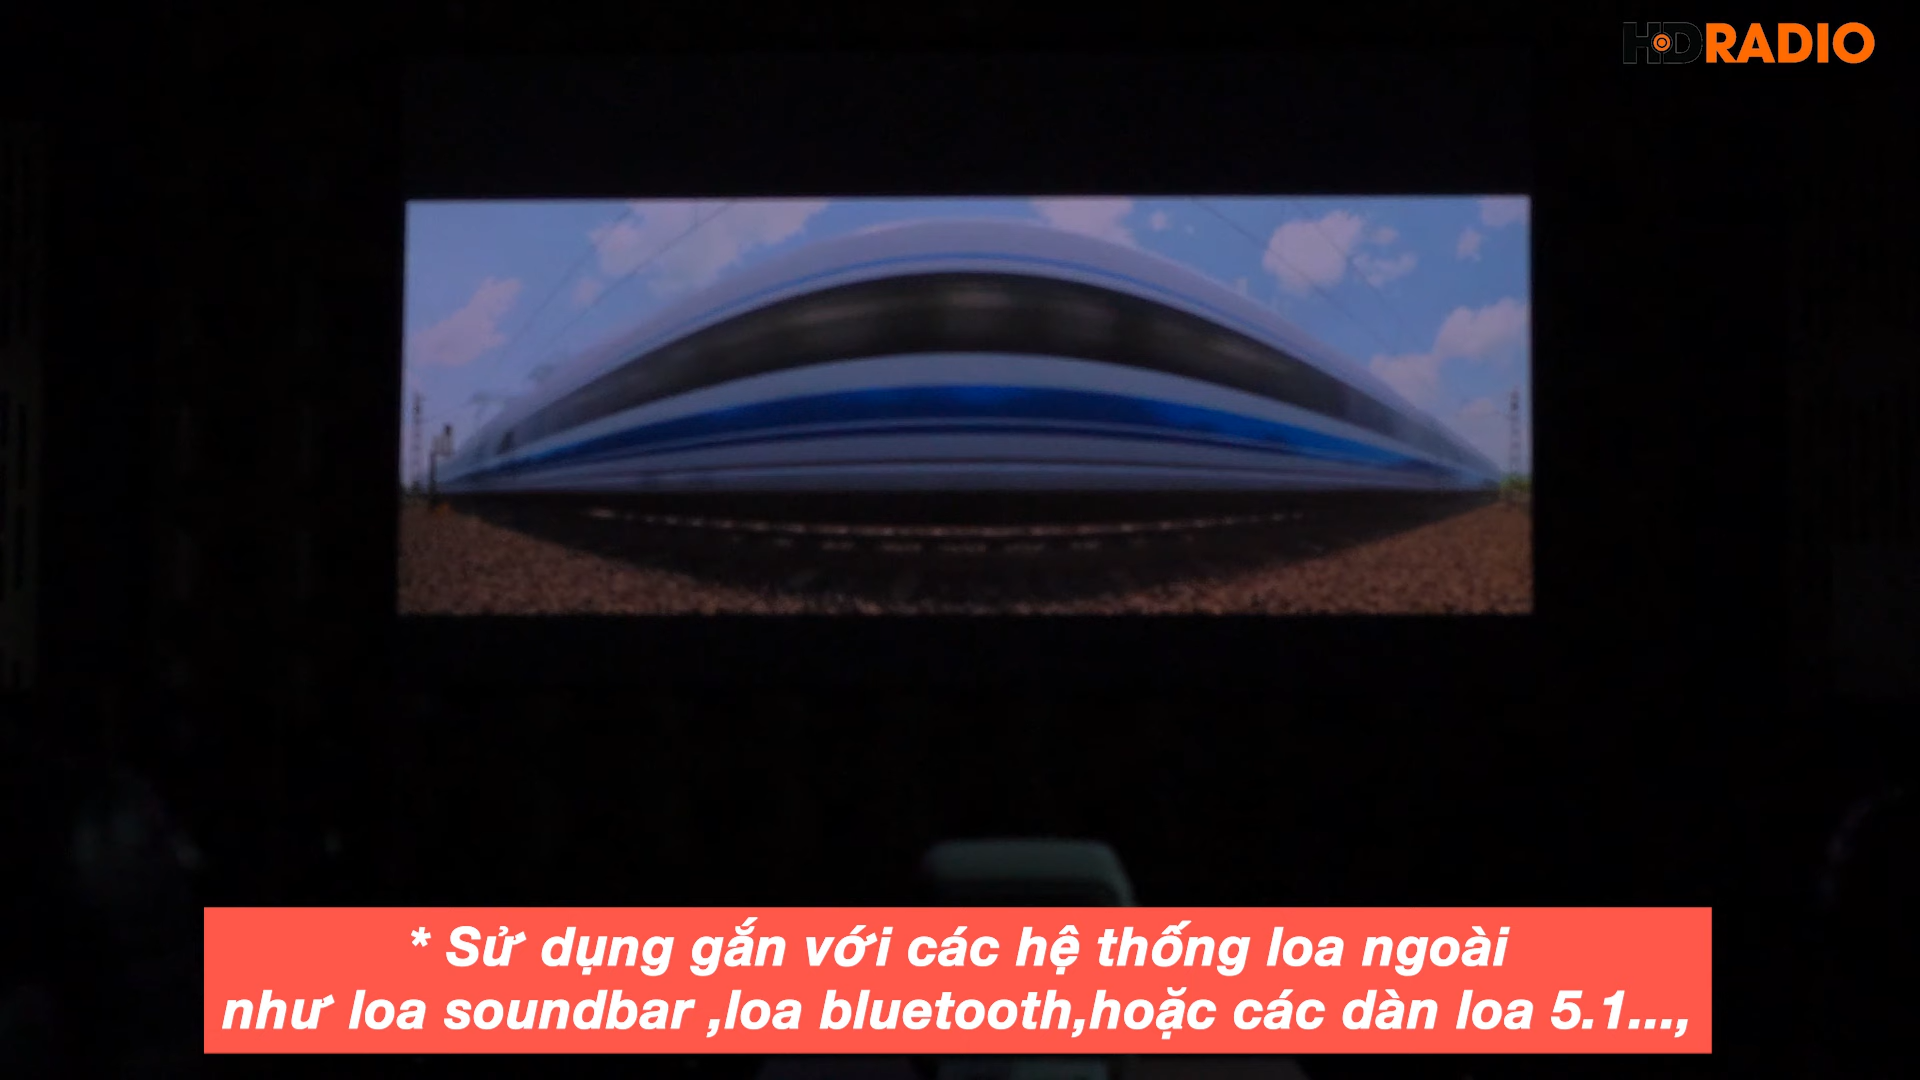 HDRADIO
* Sử dụng gắn với các hệ thống loa ngoài
như loa soundbar ,loa bluetooth,hoặc các dàn loa 5.1...,